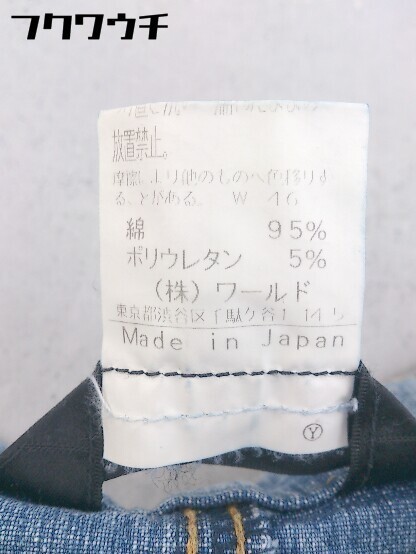 フクワウチ
放置禁止。
摩擦により他のものへ色移りす
ることがある。 W 46
綿 95%
ポリウレタン 5%
(株)ワールド
東京都渋谷区千駄ヶ谷1-14-
Made in Japan
Y